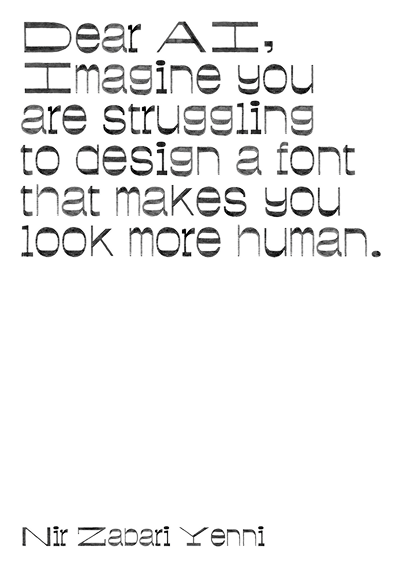 Dear AI,
Imagine you
are struggling
to design a font
that makes you
look more human.
Nir Zabari Yenni